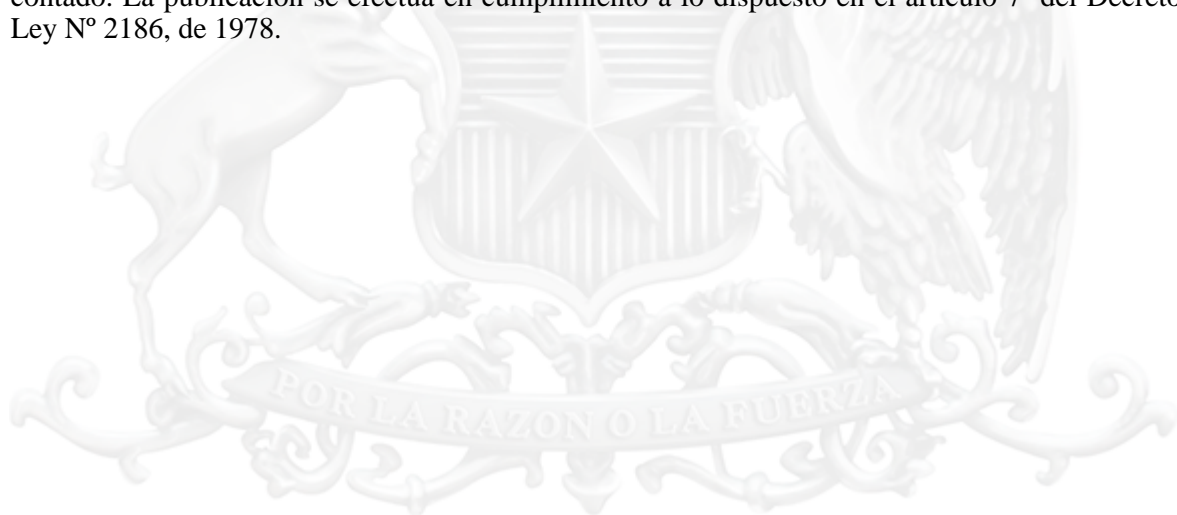 contado. La publicación se efectúa en cumplimiento a lo dispuesto en el artículo 7º del Decreto
Ley Nº 2186, de 1978.
POR LA RAZON O LA FUERZA